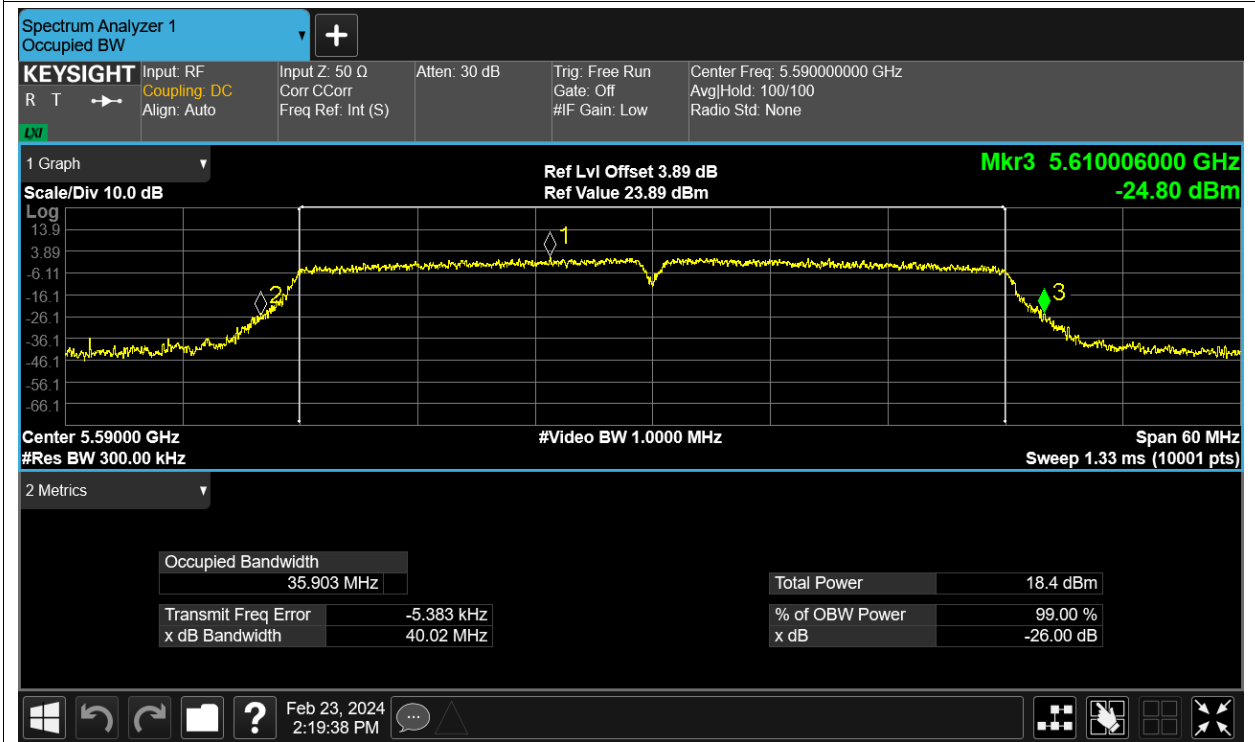 Spectrum Analyzer 1
Occupied BW
KEYSIGHT
R T
LXI
Input: RF
Coupling: DC
Align: Auto
Input Z: 50 Ω
Corr CCorr
Freq Ref: Int (S)
Atten: 30 dB
Trig: Free Run
Gate: Off
#IF Gain: Low
Center Freq: 5.590000000 GHz
Avg|Hold: 100/100
Radio Std: None
1 Graph
Scale/Div 10.0 dB
Ref Lvl Offset 3.89 dB
Ref Value 23.89 dBm
Mkr3 5.610006000 GHz
-24.80 dBm
Log
13.9
3.89
-6.11
-16.1
-26.1
-36.1
-46.1
-56.1
-66.1
1
2
3
Center 5.59000 GHz
#Video BW 1.0000 MHz
Span 60 MHz
#Res BW 300.00 kHz
Sweep 1.33 ms (10001 pts)
2 Metrics
Occupied Bandwidth
35.903 MHz
Total Power 18.4 dBm
Transmit Freq Error -5.383 kHz
% of OBW Power 99.00 %
x dB Bandwidth 40.02 MHz
x dB -26.00 dB
?
Feb 23, 2024
2:19:38 PM